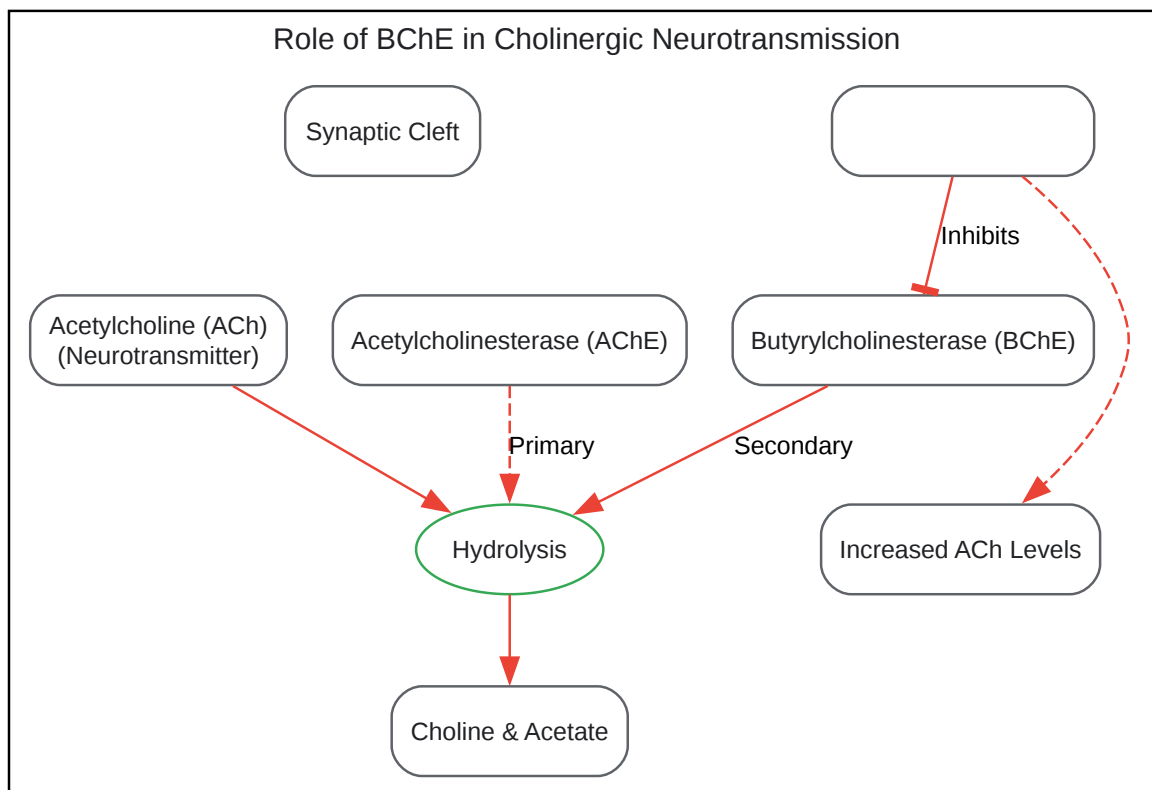 Role of BChE in Cholinergic Neurotransmission
Synaptic Cleft
Inhibits
Acetylcholine (ACh)
(Neurotransmitter)
Acetylcholinesterase (AChE)
Butyrylcholinesterase (BChE)
Primary
Secondary
Hydrolysis
Increased ACh Levels
Choline & Acetate